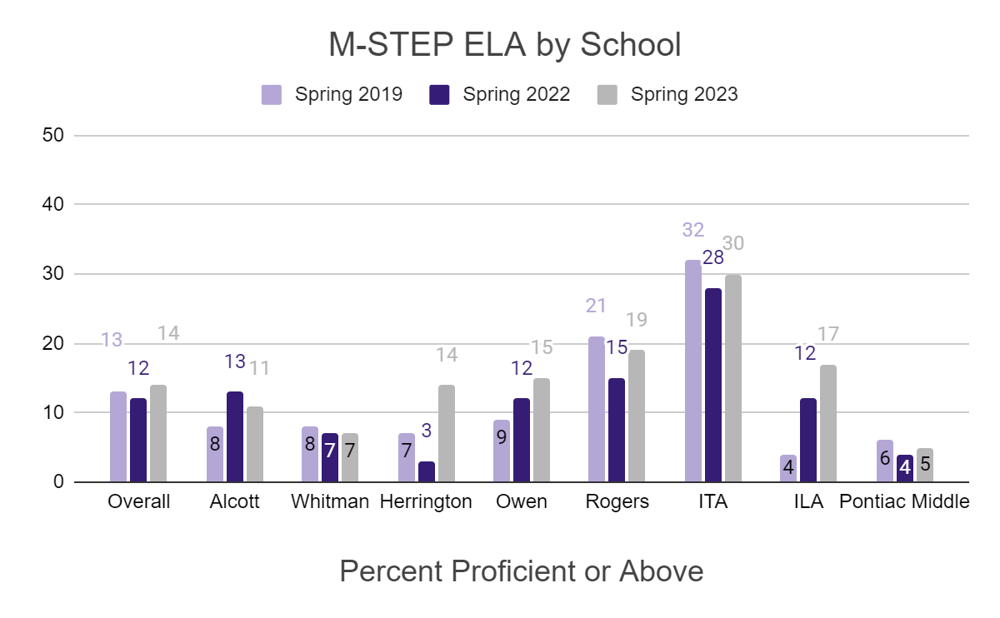 M-STEP ELA by School
Spring 2019 Spring 2022 Spring 2023
50
40
30
20
10
0
13 12 14
8 13 11
8 7 7
7 3 14
9 12 15
21 15 19
32 28 30
4 12 17
6 4 5
Overall Alcott Whitman Herrington Owen Rogers ITA ILA Pontiac Middle
Percent Proficient or Above